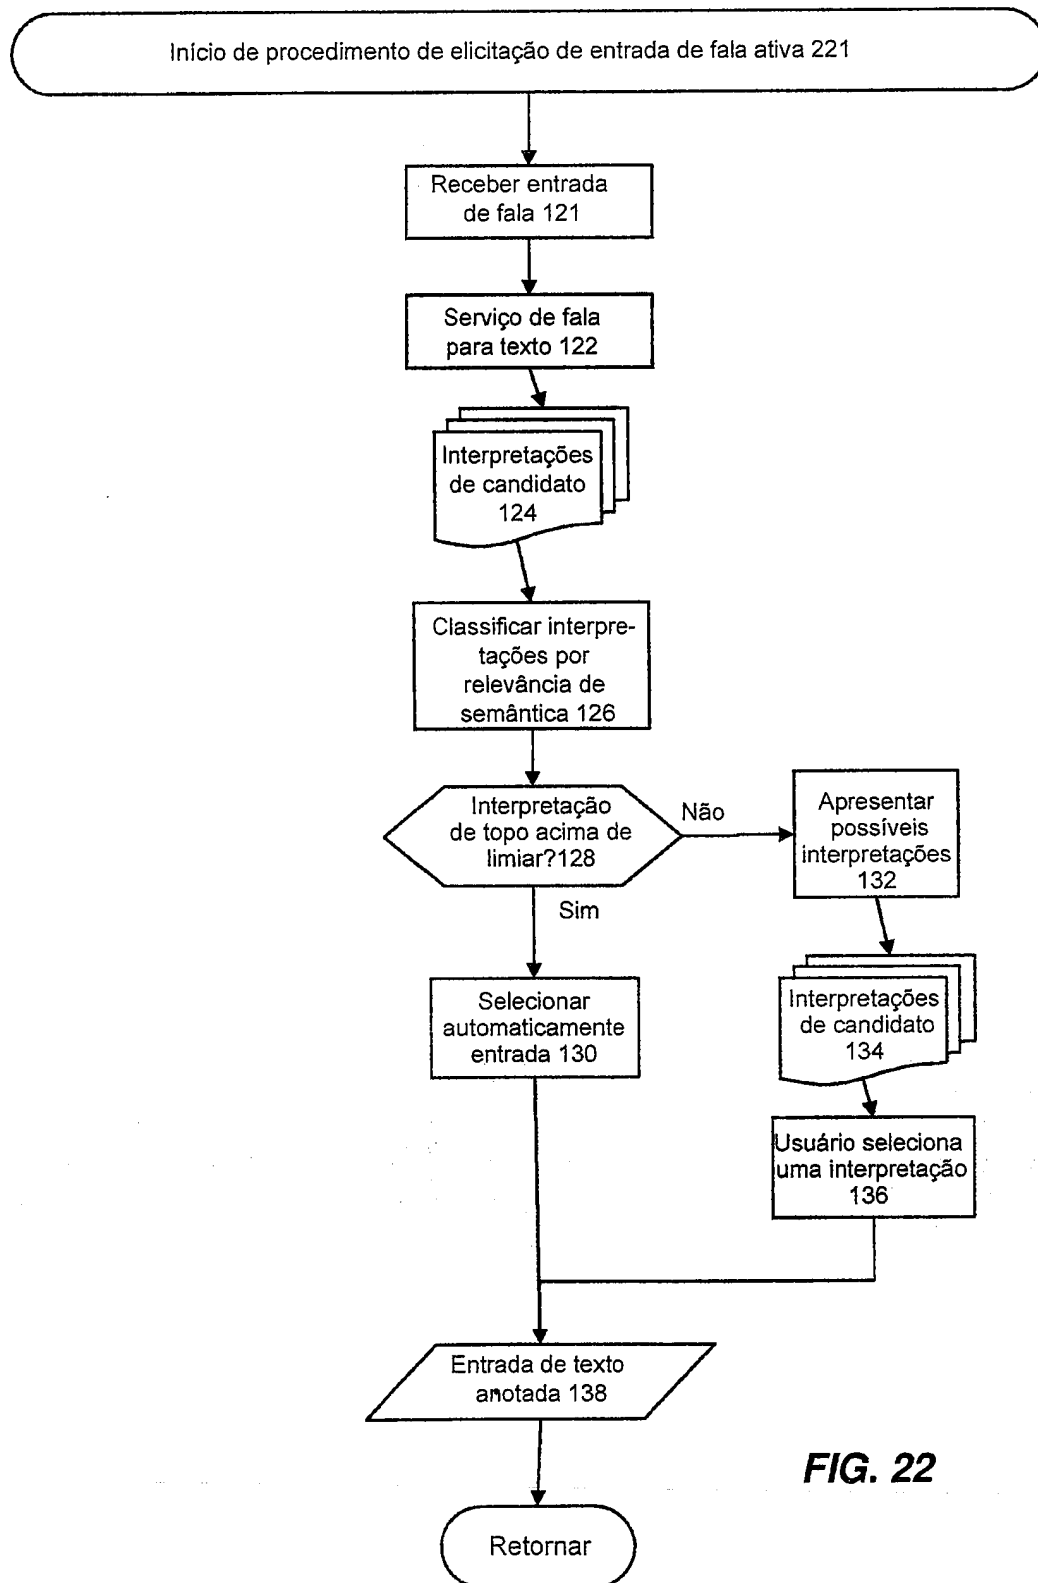 Início de procedimento de elicitação de entrada de fala ativa 221
Receber entrada
de fala 121
Serviço de fala
para texto 122
Interpretações
de candidato
124
Classificar interpre-
tações por
relevância de
semântica 126
Interpretação
de topo acima de
limiar?128
Não
Sim
Apresentar
possíveis
interpretações
132
Selecionar
automaticamente
entrada 130
Interpretações
de candidato
134
Usuário seleciona
uma interpretação
136
Entrada de texto
anotada 138
FIG. 22
Retornar